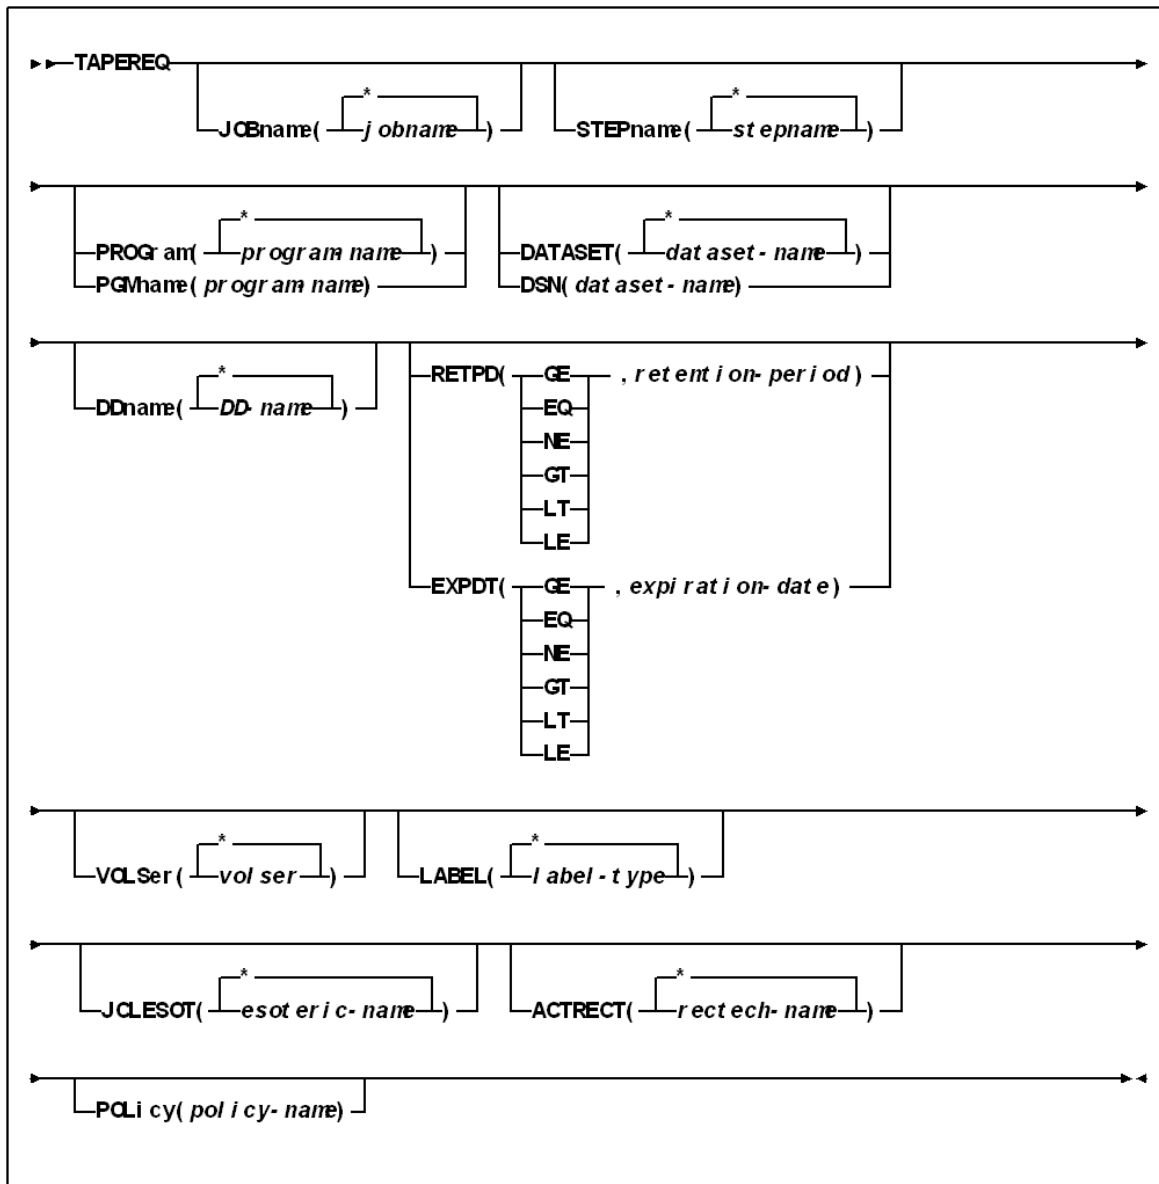 TAPEREQ
* *
JOBname( jobname ) STEPname( stepname )
* *
PROGram( program-name ) DATASET( dataset-name )
PGMname( program-name) DSN( dataset-name)
*
RETPD( GE , retention-period)
DDname( DD-name )
EQ
NE
GT
LT
LE
EXPDT( GE , expiration-date)
EQ
NE
GT
LT
LE
* *
VOLSer( volser ) LABEL( label-type )
* *
JCLESOT( esoteric-name ) ACTRECT( rectech-name )
POLicy( policy-name)